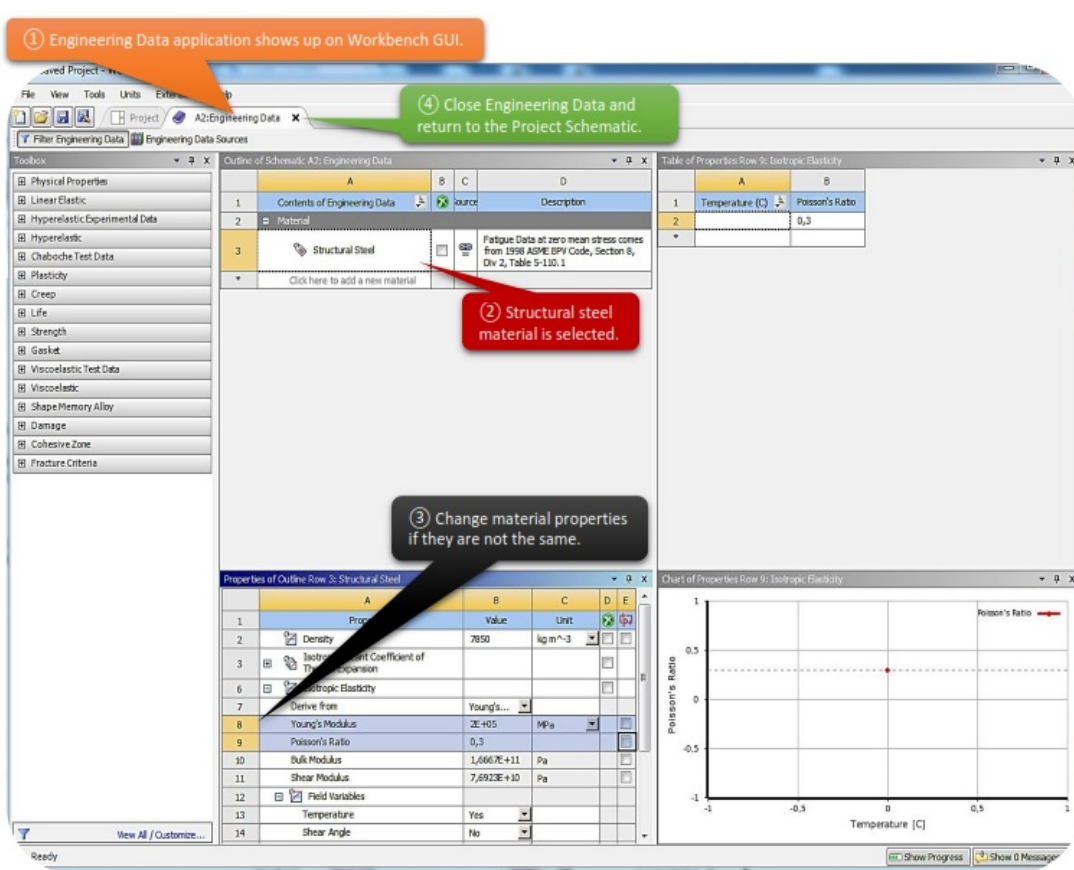 ① Engineering Data application shows up on Workbench GUI.
saved Project -
File View Tools Units
④ Close Engineering Data and
return to the Project Schematic.
Project A2:Engineering Data
Filter Engineering Data Engineering Data Sources
Toolbox
Physical Properties
Linear Elastic
Hyperelastic Experimental Data
Hyperelastic
Chaboche Test Data
Plasticity
Creep
Life
Strength
Gasket
Viscoelastic Test Data
Viscoelastic
Shape Memory Alloy
Damage
Cohesive Zone
Fracture Criteria
View All / Customize...
Outline of Schematic A2: Engineering Data
A B C D
1 Contents of Engineering Data Description
2 Material
3 Structural Steel Fatigue Data at zero mean stress comes
from 1998 ASME BPV Code, Section 8,
Div 2, Table 5-110.1
* Click here to add a new material
② Structural steel
material is selected.
Table of Properties Row 9: Isotropic Elasticity
A B
1 Temperature (C) Poisson's Ratio
2 0,3
*
③ Change material properties
if they are not the same.
Properties of Outline Row 3: Structural Steel
A B C D E
1 Value Unit
2 Density 7850 kg m^-3
3 Coefficient of
6 Isotropic Elasticity
7 Derive from Young's...
8 Young's Modulus 2E+05 MPa
9 Poisson's Ratio 0,3
10 Bulk Modulus 1,6667E+11 Pa
11 Shear Modulus 7,6923E+10 Pa
12 Field Variables
13 Temperature Yes
14 Shear Angle No
Chart of Properties Row 9: Isotropic Elasticity
Poisson's Ratio
1
0.5
0
-0.5
-1
Poisson's Ratio
-1 -0,5 0 0,5 1
Temperature [C]
Ready
Show Progress Show 0 Messages